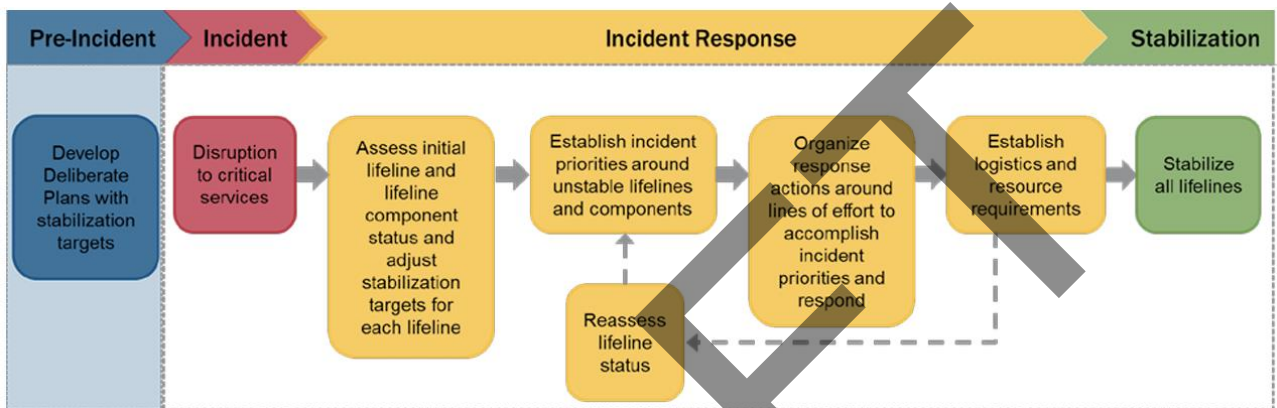 Pre-Incident
Incident
Incident Response
Stabilization
Develop
Deliberate
Plans with
stabilization
targets
Disruption
to critical
services
Assess initial
lifeline and
lifeline
component
status and
adjust
stabilization
targets for
each lifeline
Establish incident
priorities around
unstable lifelines
and components
Organize
response
actions around
lines of effort to
accomplish
incident
priorities and
respond
Establish
logistics and
resource
requirements
Stabilize
all lifelines
Reassess
lifeline
status